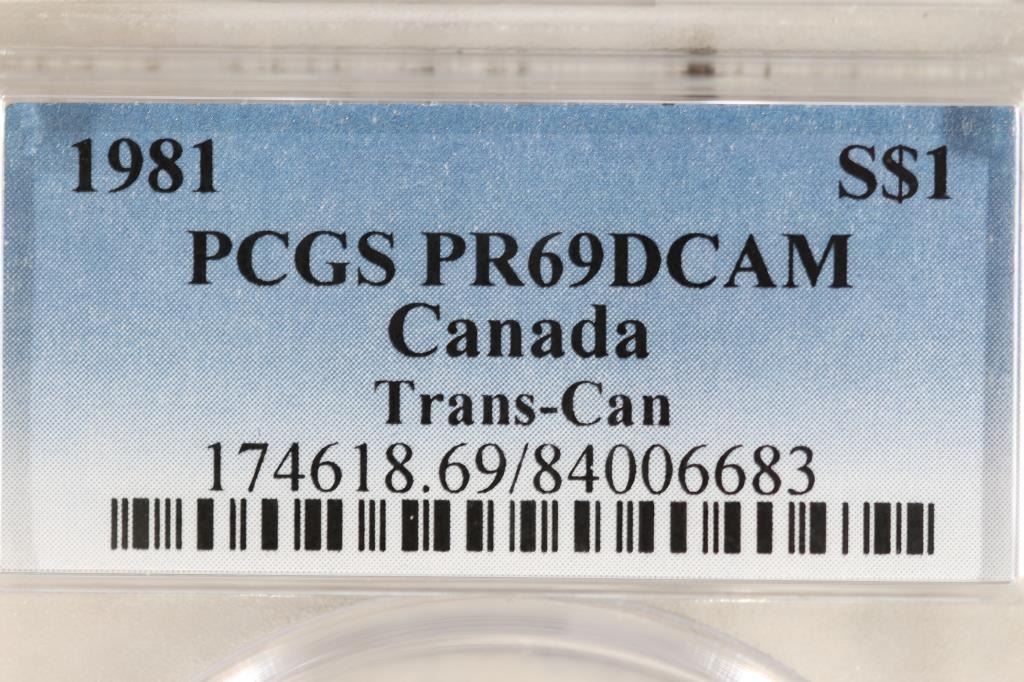 1981 S$1
PCGS PR69DCAM
Canada
Trans-Can
174618.69/84006683